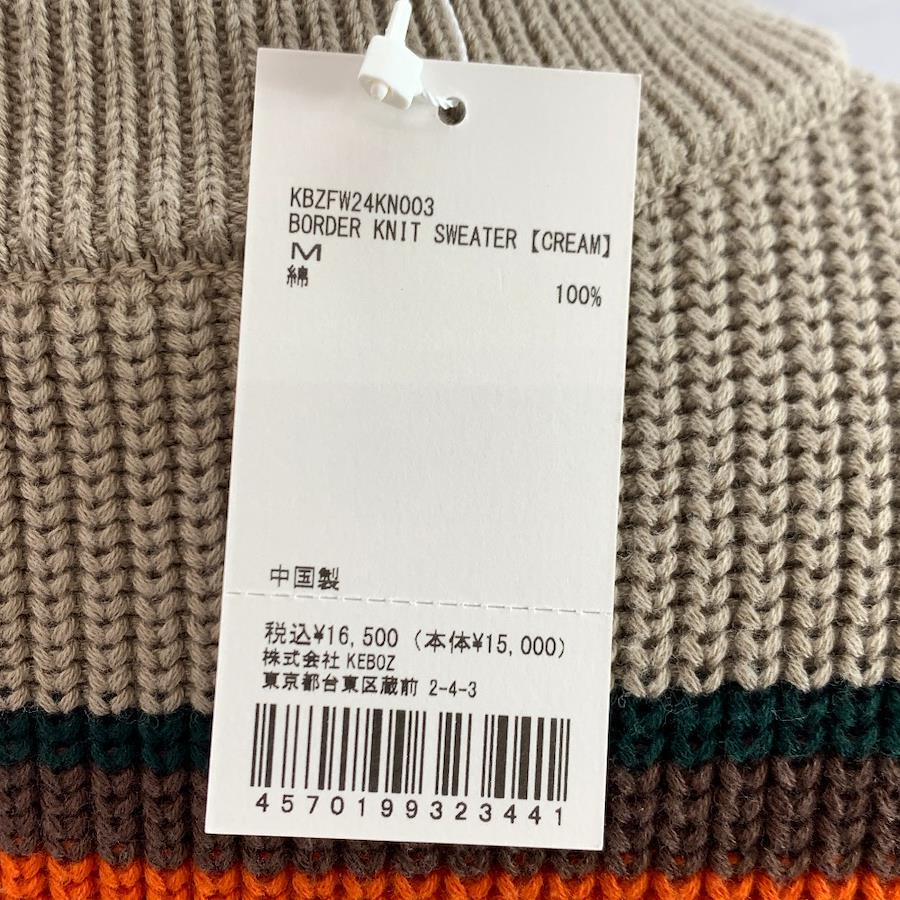 KBZFW24KN003
BORDER KNIT SWEATER【CREAM】
M
綿
100%
中国製
税込¥16,500 (本体¥15,000)
株式会社 KEBOZ
東京都台東区蔵前 2-4-3
4570199323441